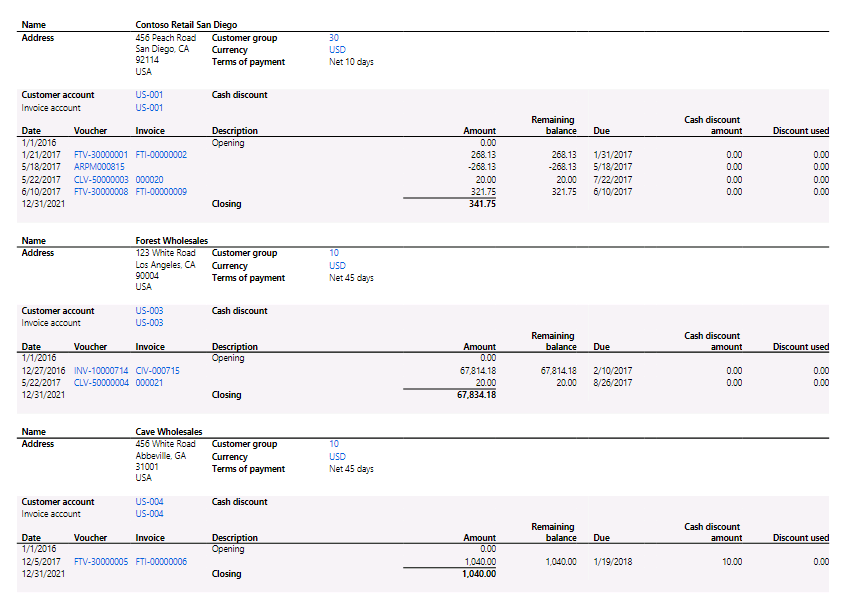 Name Contoso Retail San Diego
Address 456 Peach Road Customer group 30
San Diego, CA Currency USD
92114 Terms of payment Net 10 days
USA
Customer account US-001 Cash discount
Invoice account US-001
Remaining Cash discount
Date Voucher Invoice Description Amount balance Due amount Discount used
1/1/2016 Opening 0.00
1/21/2017 FTV-30000001 FTI-00000002 268.13 268.13 1/31/2017 0.00 0.00
5/18/2017 ARPM000815 -268.13 -268.13 5/18/2017 0.00 0.00
5/22/2017 CLV-50000003 000020 20.00 20.00 7/22/2017 0.00 0.00
6/10/2017 FTV-30000008 FTI-00000009 321.75 321.75 6/10/2017 0.00 0.00
12/31/2021 Closing 341.75
Name Forest Wholesales
Address 123 White Road Customer group 10
Los Angeles, CA Currency USD
90004 Terms of payment Net 45 days
USA
Customer account US-003 Cash discount
Invoice account US-003
Remaining Cash discount
Date Voucher Invoice Description Amount balance Due amount Discount used
1/1/2016 Opening 0.00
12/27/2016 INV-10000714 CIV-000715 67,814.18 67,814.18 2/10/2017 0.00 0.00
5/22/2017 CLV-50000004 000021 20.00 20.00 8/26/2017 0.00 0.00
12/31/2021 Closing 67,834.18
Name Cave Wholesales
Address 456 White Road Customer group 10
Abbeville, GA Currency USD
31001 Terms of payment Net 45 days
USA
Customer account US-004 Cash discount
Invoice account US-004
Remaining Cash discount
Date Voucher Invoice Description Amount balance Due amount Discount used
1/1/2016 Opening 0.00
12/5/2017 FTV-30000005 FTI-00000006 1,040.00 1,040.00 1/19/2018 10.00 0.00
12/31/2021 Closing 1,040.00